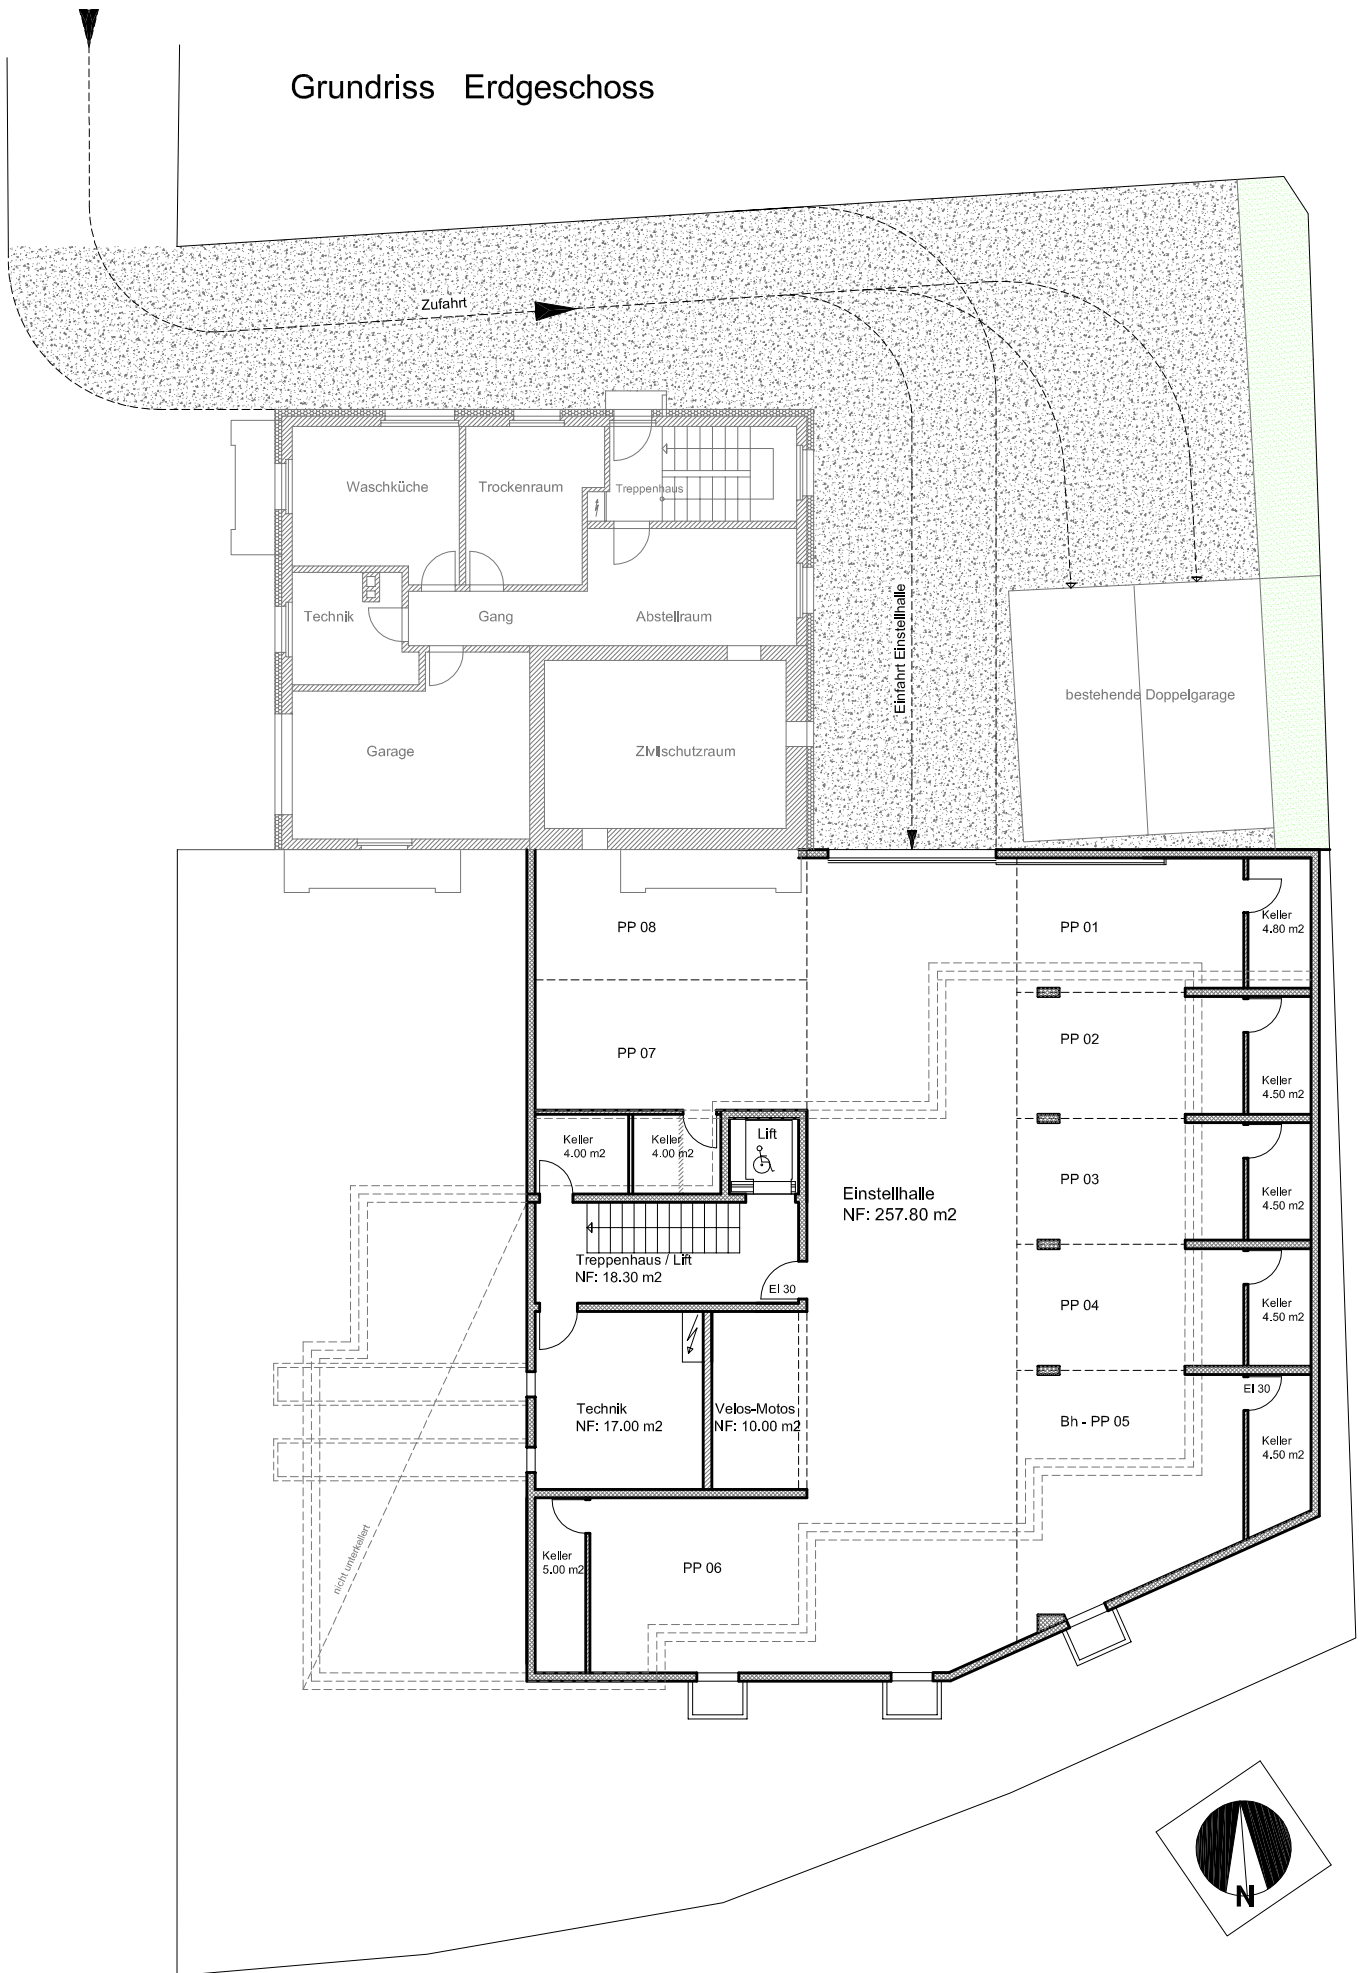 Grundriss Erdgeschoss
Zufahrt
Waschküche
Trockenraum
Treppenhaus
Technik
Gang
Abstellraum
Einfahrt Einstellhalle
bestehende Doppelgarage
Garage
Zivilschutzraum
PP 08
PP 01
Keller
4.80 m2
PP 07
PP 02
Keller
4.50 m2
Keller
4.00 m2
Keller
4.00 m2
Lift
PP 03
Keller
4.50 m2
Einstellhalle
NF: 257.80 m2
Treppenhaus / Lift
NF: 18.30 m2
EI 30
PP 04
Keller
4.50 m2
EI 30
Technik
NF: 17.00 m2
Velos-Motos
NF: 10.00 m2
Bh - PP 05
Keller
4.50 m2
nicht unterkellert
Keller
5.00 m2
PP 06
N